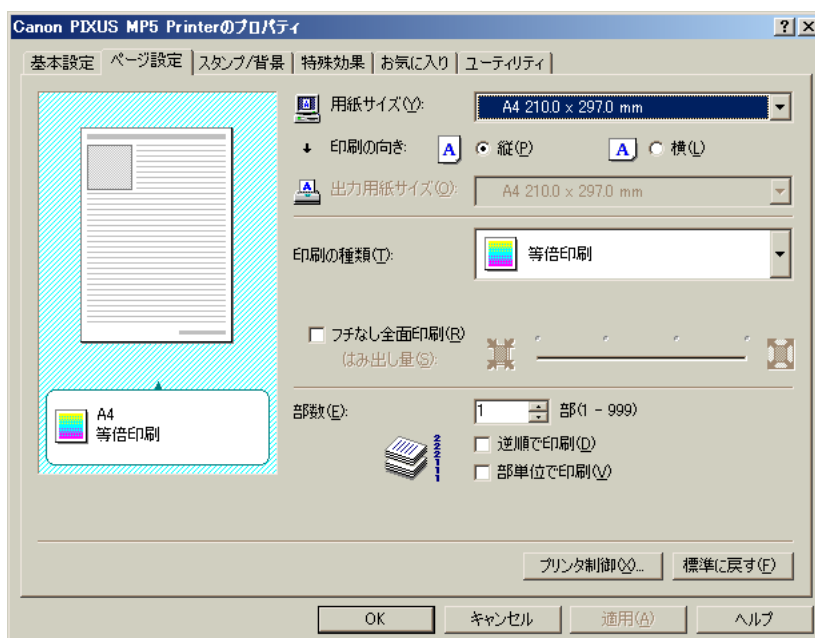 Canon PIXUS MP5 Printerのプロパティ
基本設定 ページ設定 スタンプ/背景 特殊効果 お気に入り ユーティリティ
用紙サイズ(Y): A4 210.0 x 297.0 mm
印刷の向き: A 縦(P) A 横(L)
出力用紙サイズ(O): A4 210.0 x 297.0 mm
印刷の種類(T): 等倍印刷
フチなし全面印刷(R)
はみ出し量(S):
A4
等倍印刷
部数(E): 1 部(1 - 999)
222111
逆順で印刷(D)
部単位で印刷(V)
プリンタ制御(X)... 標準に戻す(F)
OK キャンセル 適用(A) ヘルプ